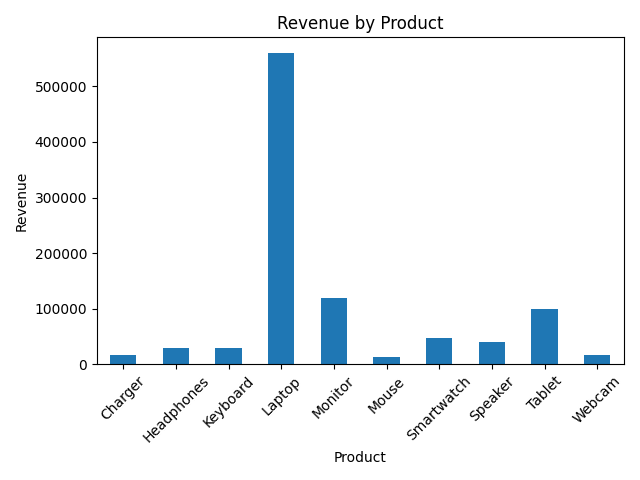 Revenue by Product
Revenue
500000
400000
300000
200000
100000
0
Charger
Headphones
Keyboard
Laptop
Monitor
Mouse
Smartwatch
Speaker
Tablet
Webcam
Product